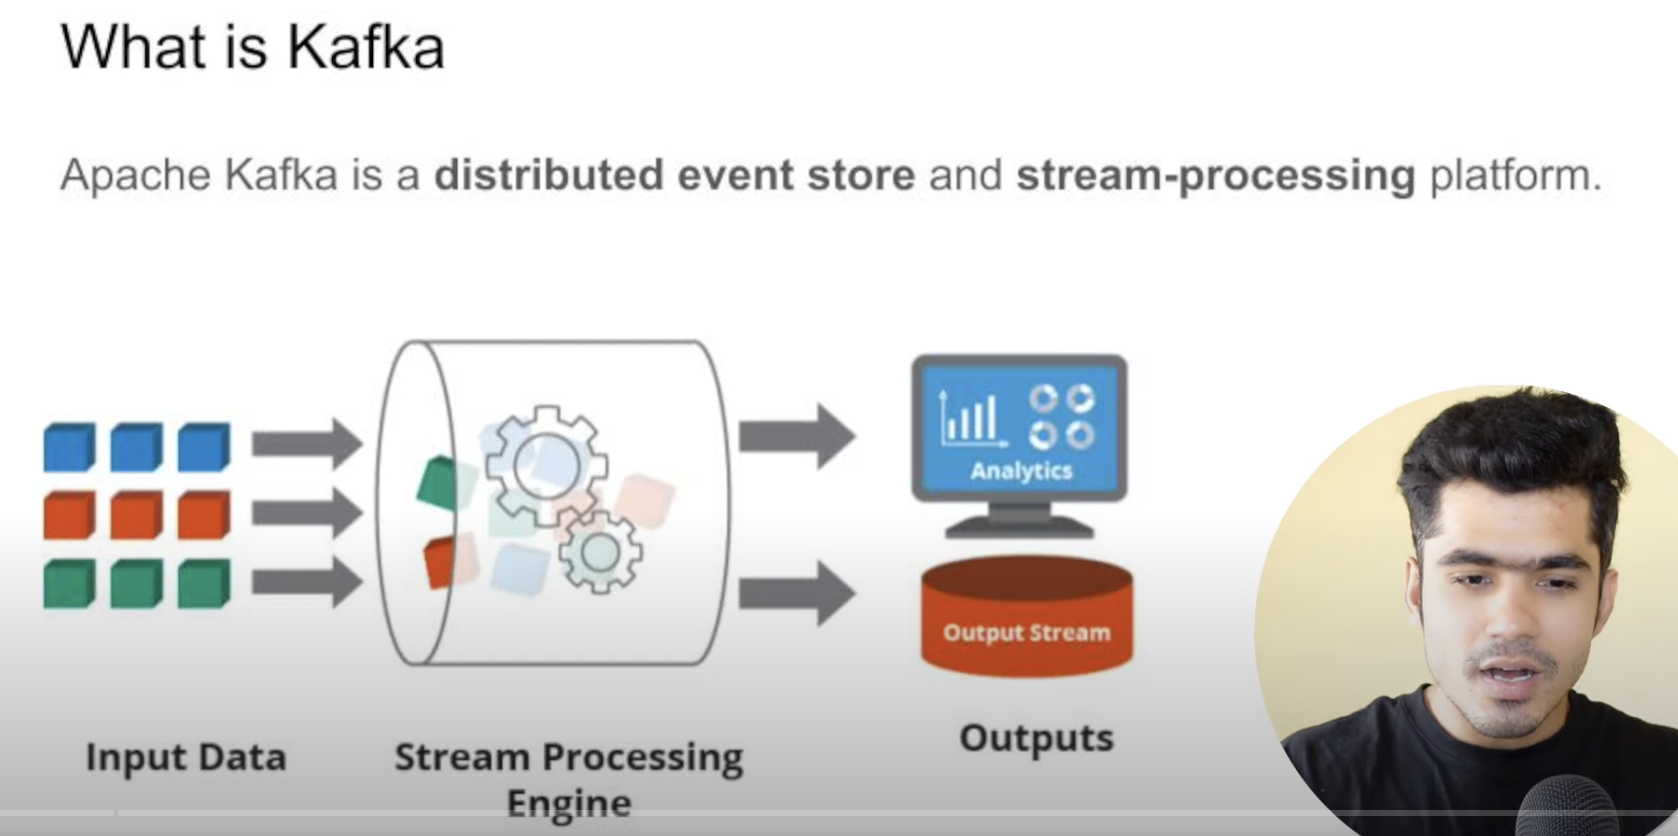 What is Kafka
Apache Kafka is a distributed event store and stream-processing platform.
Analytics
Output Stream
Input Data
Stream Processing
Engine
Outputs